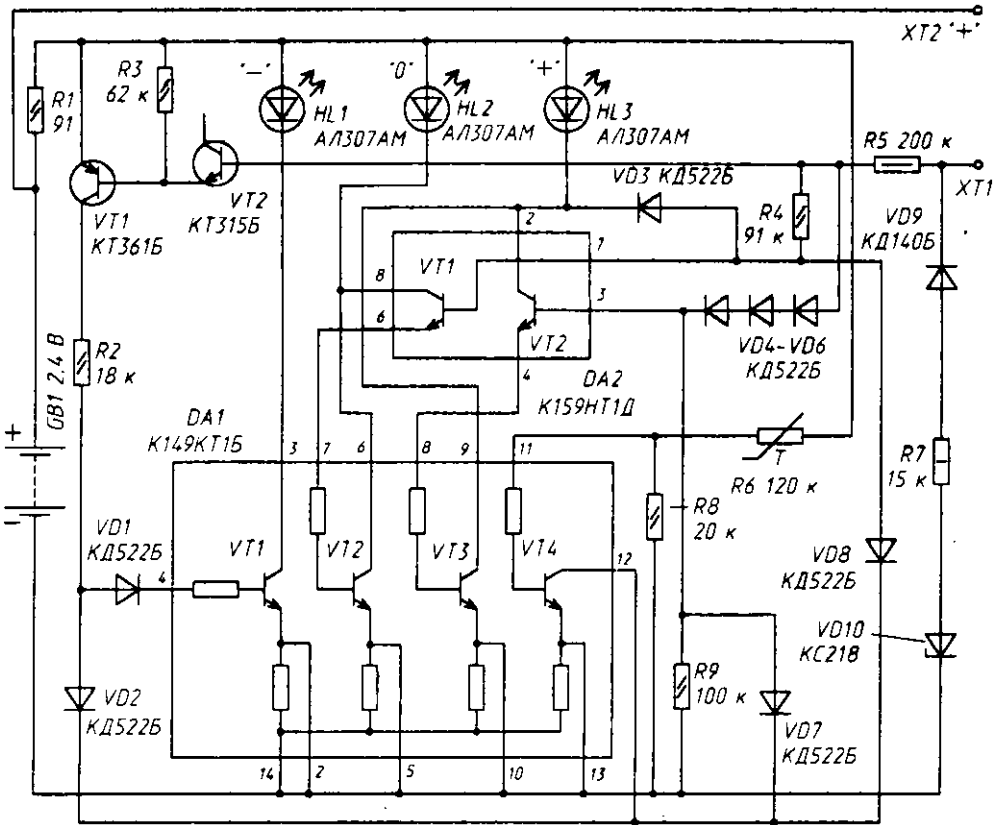 XT2 "+"
R3
62 к
"-"
"0"
"+"
R1
91
HL1
АЛ307АМ
HL2
АЛ307АМ
HL3
АЛ307АМ
R5 200 к
XT1
VT1
КТ361Б
VT2
КТ315Б
VD3 КД522Б
R4
91 к
VD9
КД140Б
2
7
8
VT1
6
3
VT2
4
VD4-VD6
КД522Б
GB1 2,4 В
R2
18 к
DA2
К159НТ1Д
DA1
К149КТ1Б
3
7
6
8
9
11
T
R6 120 к
R7
15 к
R8
20 к
VD1
КД522Б
4
VT1
VT2
VT3
VT4
12
VD8
КД522Б
VD10
КС218
VD2
КД522Б
R9
100 к
VD7
КД522Б
14
2
5
10
13
+
-